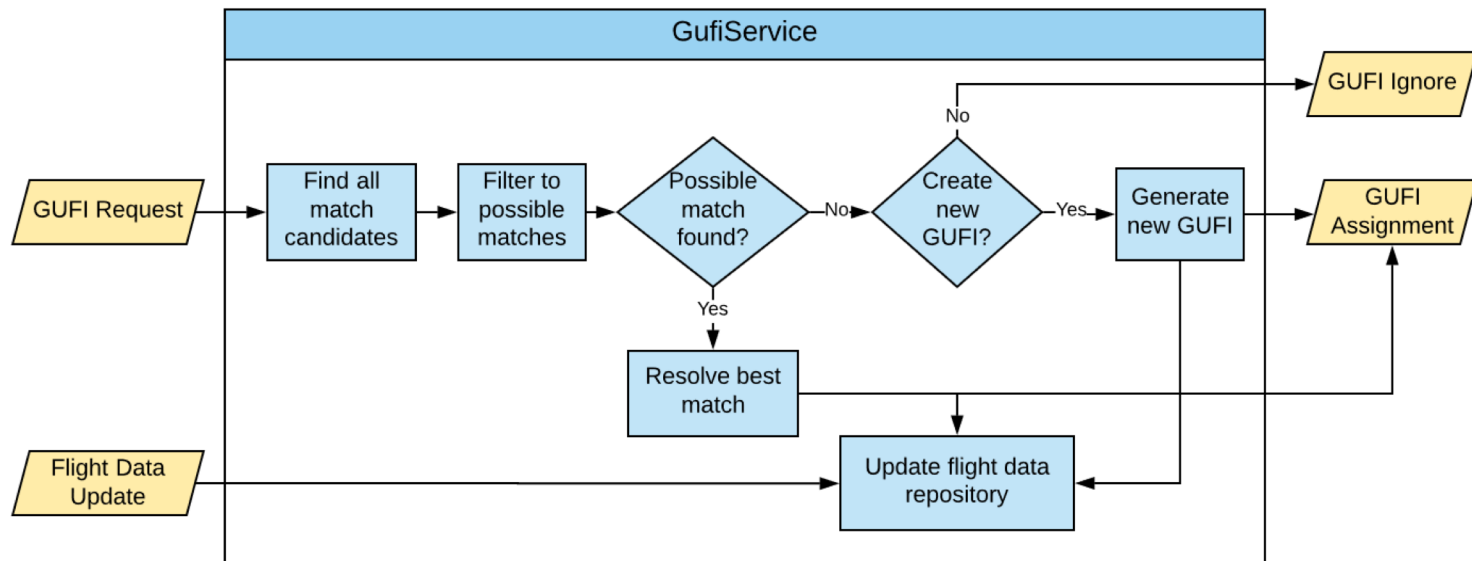 GufiService
GUFI Ignore
No
GUFI Request
Find all
match
candidates
Filter to
possible
matches
Possible
match
found?
No
Create
new
GUFI?
Yes
Generate
new GUFI
GUFI
Assignment
Yes
Resolve best
match
Flight Data
Update
Update flight data
repository